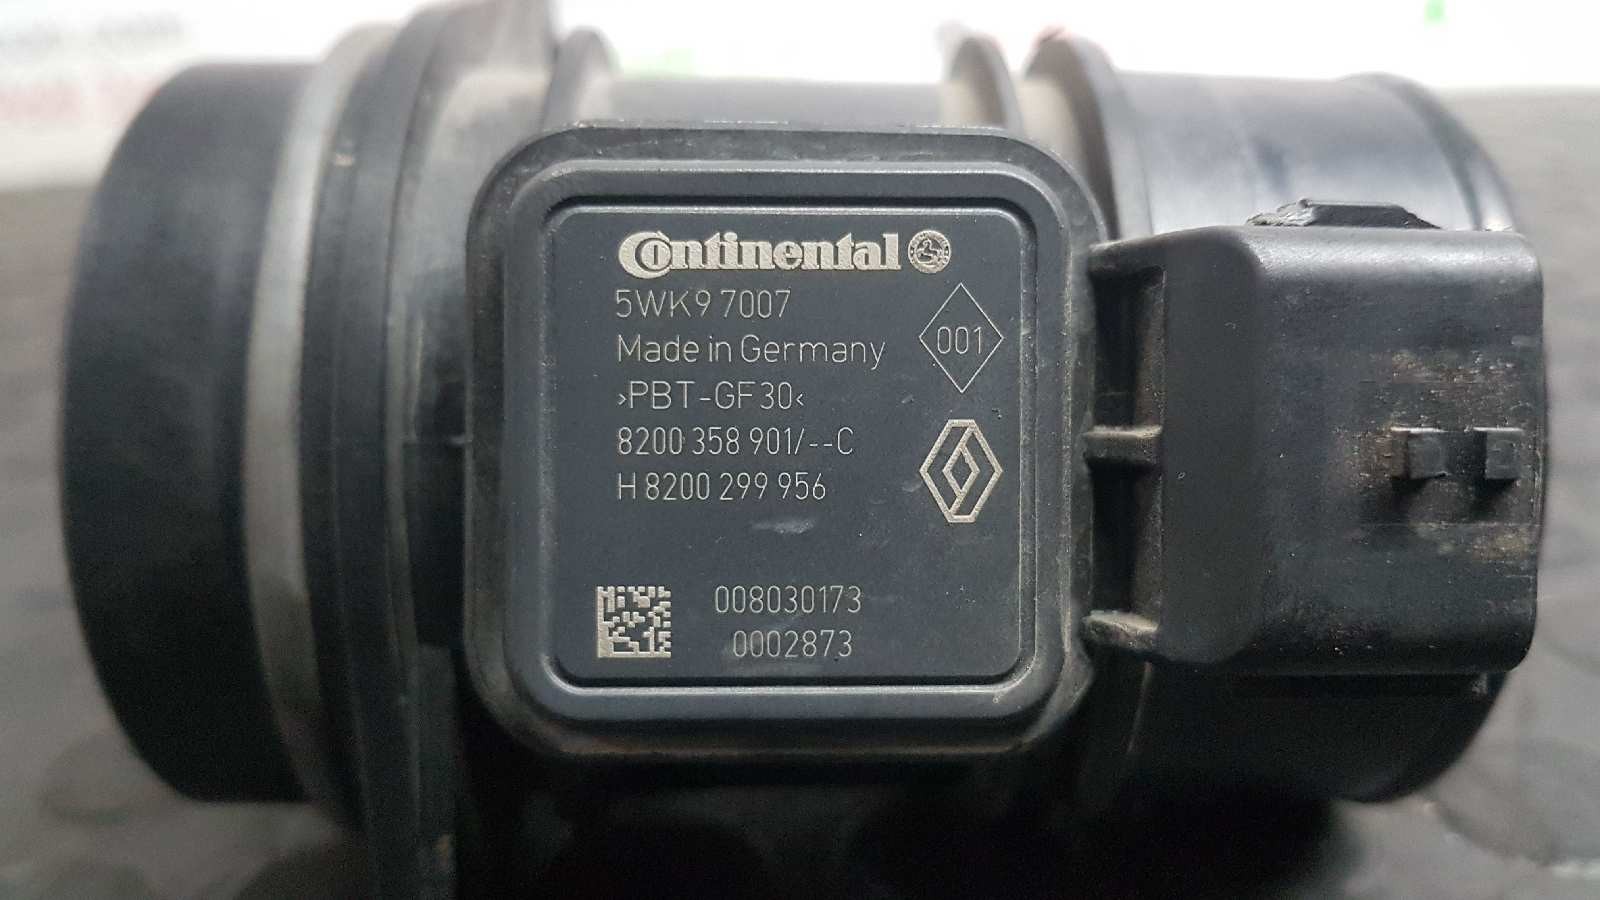 Continental
5WK9 7007
Made in Germany
001
>PBT-GF30<
8200 358 901/--C
H 8200 299 956
008030173
0002873